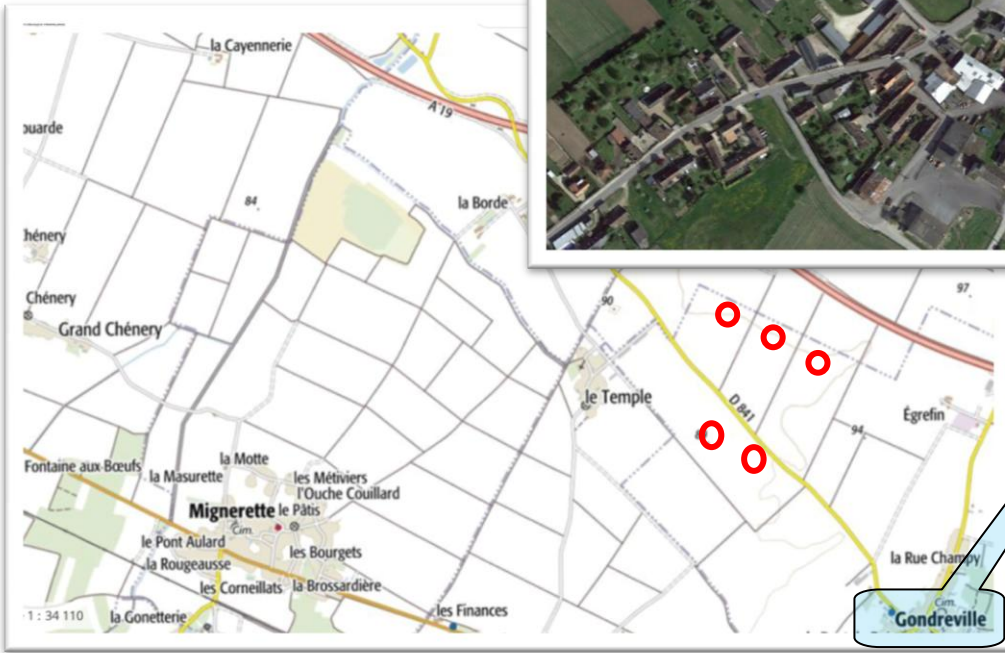 la Cayennerie
A 19
ouarde
84
la Borde
hénery
Chénery
Grand Chénery
90
97
le Temple
D 841
Égrefin
94
Fontaine aux Bœufs
la Masurette
la Motte
les Métiviers
l'Ouche Couillard
Mignerette
le Pâtis
Cim.
le Pont Aulard
la Rougeausse
les Bourgets
les Corneillats
la Brossardière
la Rue Champy
Cim.
Gondreville
1 : 34 110
la Gonetterie
les Finances